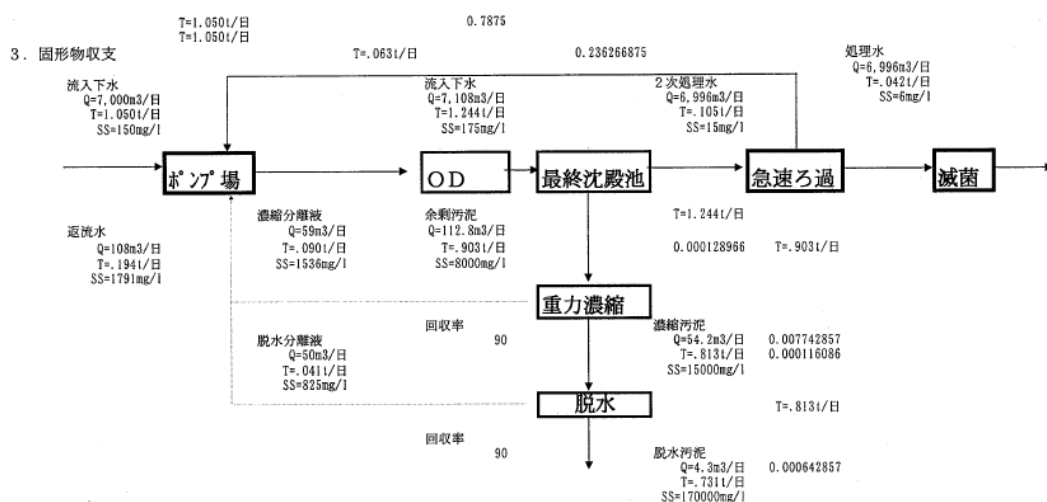 T=1.050t/日 0.7875
T=1.050t/日
3. 固形物収支
T=.063t/日 0.236266875
処理水
Q=6,996m3/日
T=.042t/日
SS=6mg/l
流入下水
Q=7,000m3/日
T=1.050t/日
SS=150mg/l
流入下水
Q=7,108m3/日
T=1.244t/日
SS=175mg/l
2次処理水
Q=6,996m3/日
T=.105t/日
SS=15mg/l
ポンプ場
OD
最終沈殿池
急速ろ過
滅菌
返流水
Q=108m3/日
T=.194t/日
SS=1791mg/l
濃縮分離液
Q=59m3/日
T=.090t/日
SS=1536mg/l
余剰汚泥
Q=112.8m3/日
T=.903t/日
SS=8000mg/l
T=1.244t/日
0.000128966 T=.903t/日
重力濃縮
回収率
90
濃縮汚泥
Q=54.2m3/日 0.007742857
T=.813t/日 0.000116086
SS=15000mg/l
脱水分離液
Q=50m3/日
T=.041t/日
SS=825mg/l
脱水
T=.813t/日
回収率
90
脱水汚泥
Q=4.3m3/日 0.000642857
T=.731t/日
SS=170000mg/l